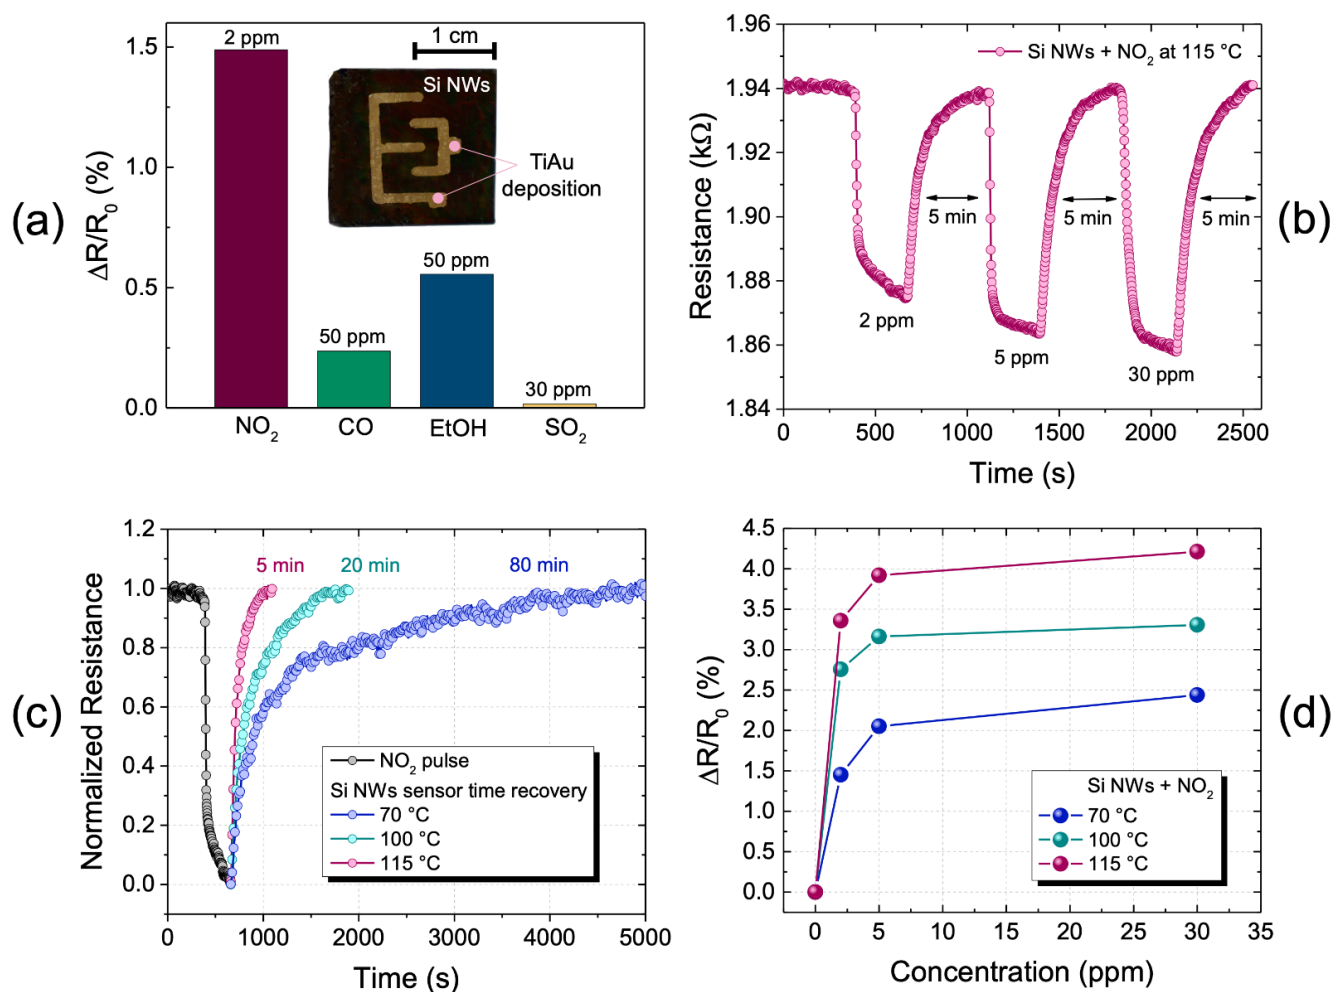 (a)
2 ppm
1 cm
Si NWs
TiAu
deposition
50 ppm
50 ppm
30 ppm
1.5
1.0
0.5
0.0
ΔR/R₀ (%)
NO₂
CO
EtOH
SO₂
(b)
1.96
1.94
1.92
1.90
1.88
1.86
1.84
Resistance (kΩ)
Si NWs + NO₂ at 115 °C
5 min
5 min
5 min
2 ppm
5 ppm
30 ppm
0
500
1000
1500
2000
2500
Time (s)
(c)
1.2
1.0
0.8
0.6
0.4
0.2
0.0
Normalized Resistance
5 min
20 min
80 min
NO₂ pulse
Si NWs sensor time recovery
70 °C
100 °C
115 °C
0
1000
2000
3000
4000
5000
Time (s)
(d)
4.5
4.0
3.5
3.0
2.5
2.0
1.5
1.0
0.5
0.0
ΔR/R₀ (%)
Si NWs + NO₂
70 °C
100 °C
115 °C
0
5
10
15
20
25
30
35
Concentration (ppm)